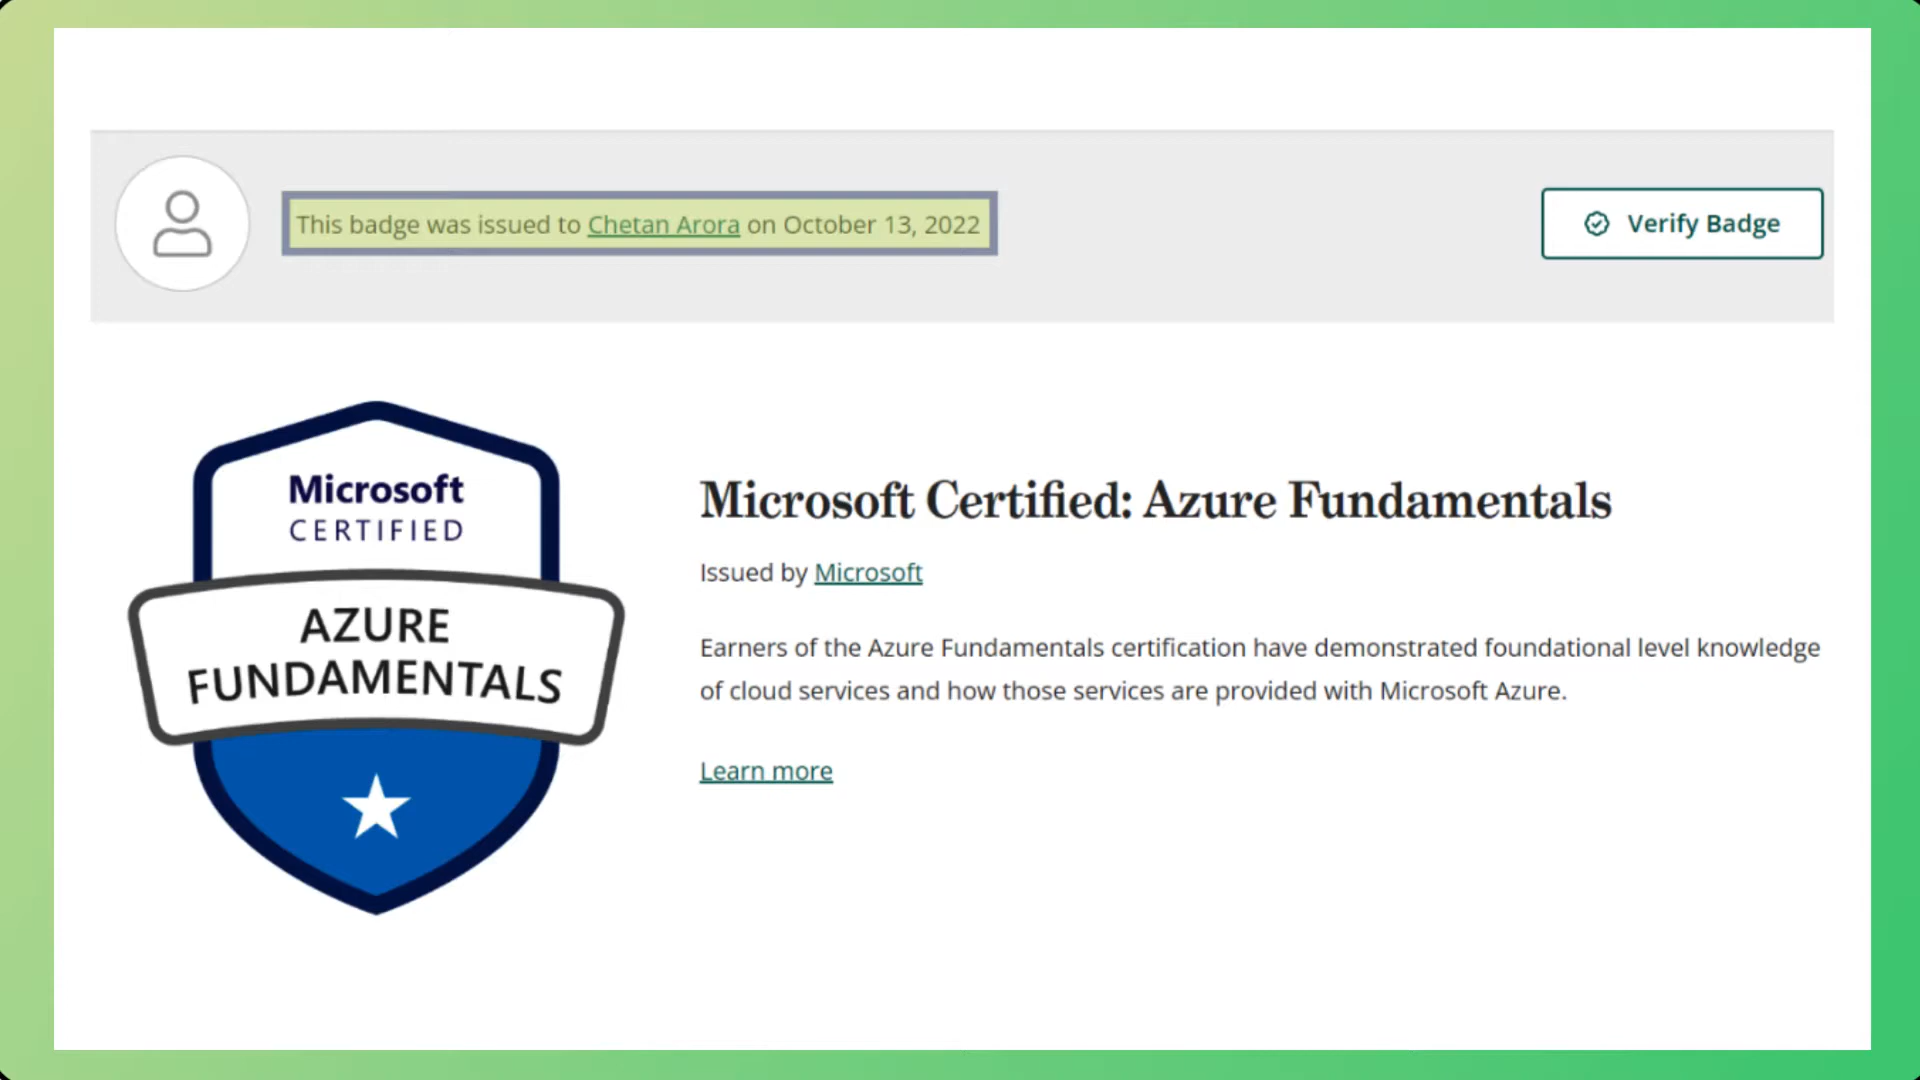 This badge was issued to Chetan Arora on October 13, 2022
Verify Badge
Microsoft
CERTIFIED
AZURE
FUNDAMENTALS
Microsoft Certified: Azure Fundamentals
Issued by Microsoft
Earners of the Azure Fundamentals certification have demonstrated foundational level knowledge
of cloud services and how those services are provided with Microsoft Azure.
Learn more